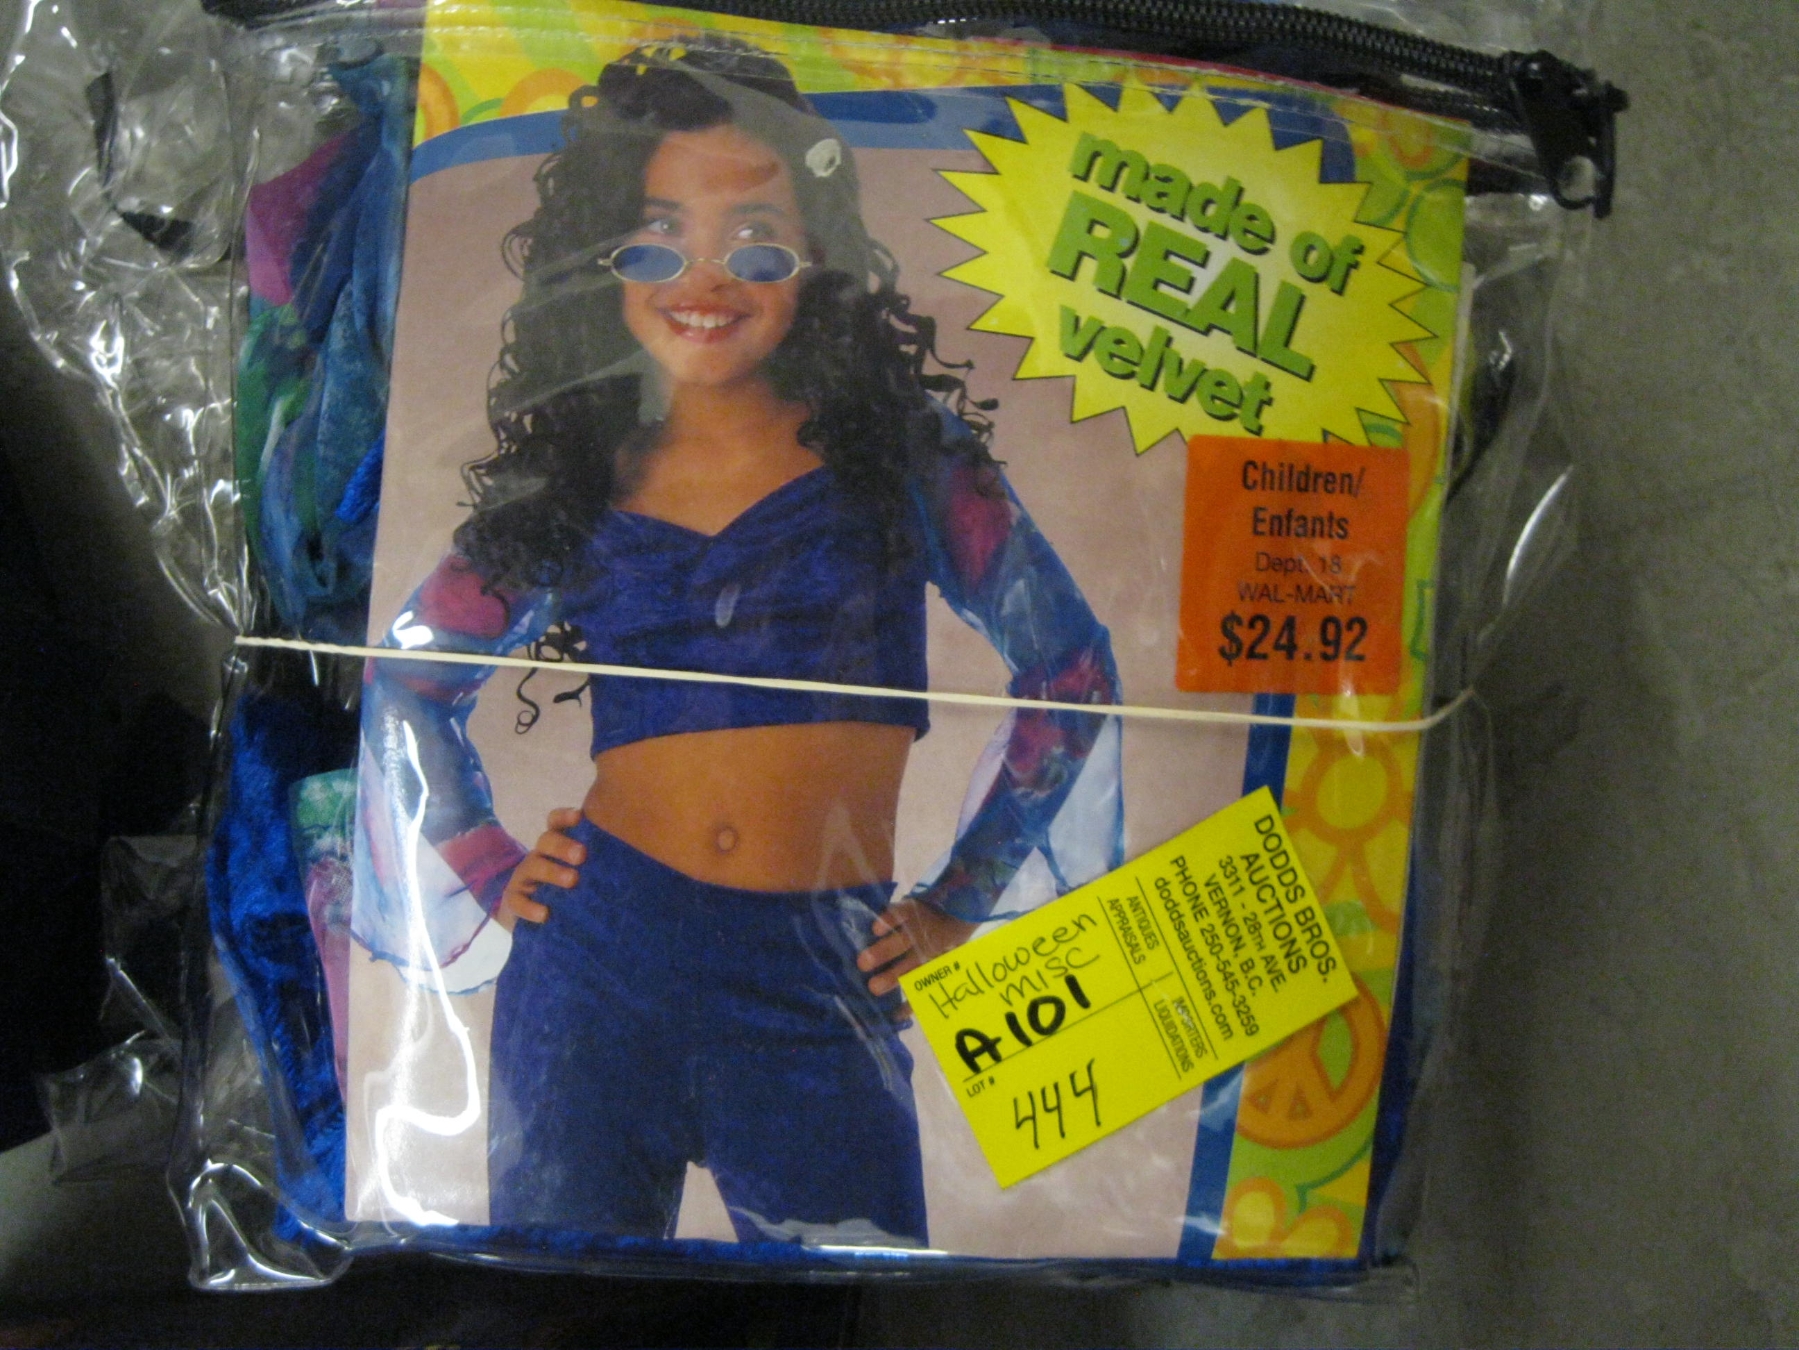 made of
REAL
velvet
Children/
Enfants
Dept. 18
WAL-MART
$24.92
DODDS BROS.
AUCTIONS
3311 - 28TH AVE.
VERNON, B.C.
PHONE 250-545-3259
doddsauctions.com
ANTIQUES
APPRAISALS
LIQUIDATIONS
OWNER #
Halloween
misc
A101
LOT #
444